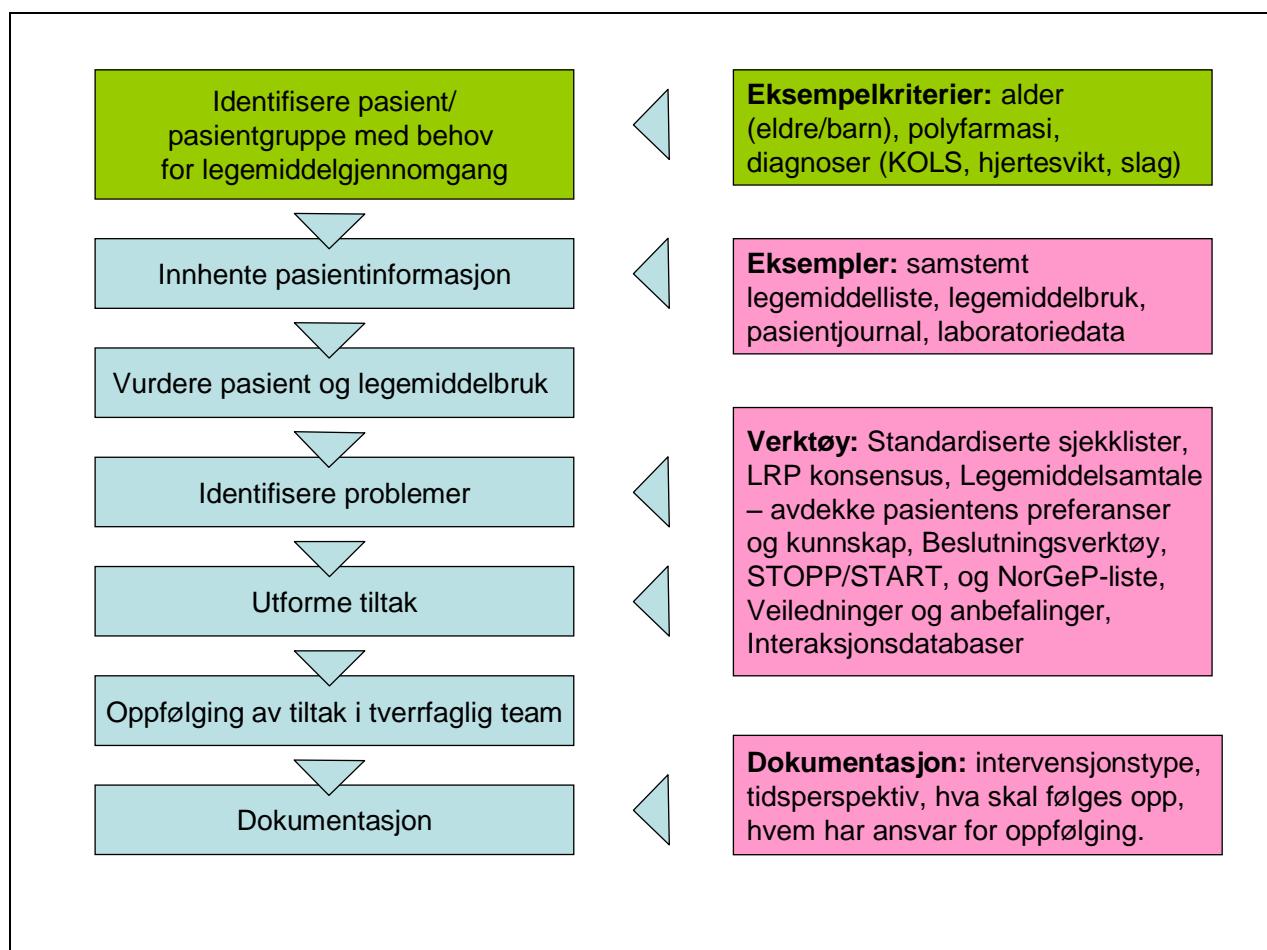 Identifisere pasient/
pasientgruppe med behov
for legemiddelgjennomgang
Eksempelkriterier: alder
(eldre/barn), polyfarmasi,
diagnoser (KOLS, hjertesvikt, slag)
Innhente pasientinformasjon
Eksempler: samstemt
legemiddelliste, legemiddelbruk,
pasientjournal, laboratoriedata
Vurdere pasient og legemiddelbruk
Identifisere problemer
Verktøy: Standardiserte sjekklister,
LRP konsensus, Legemiddelsamtale
– avdekke pasientens preferanser
og kunnskap, Beslutningsverktøy,
STOPP/START, og NorGeP-liste,
Veiledninger og anbefalinger,
Interaksjonsdatabaser
Utforme tiltak
Oppfølging av tiltak i tverrfaglig team
Dokumentasjon
Dokumentasjon: intervensjonstype,
tidsperspektiv, hva skal følges opp,
hvem har ansvar for oppfølging.